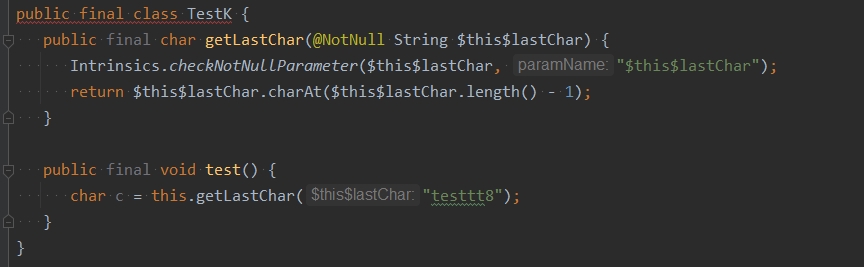 public final class TestK {
public final char getLastChar(@NotNull String $this$lastChar) {
Intrinsics.checkNotNullParameter($this$lastChar, paramName: "$this$lastChar");
return $this$lastChar.charAt($this$lastChar.length() - 1);
}
public final void test() {
char c = this.getLastChar( $this$lastChar: "testtt8");
}
}